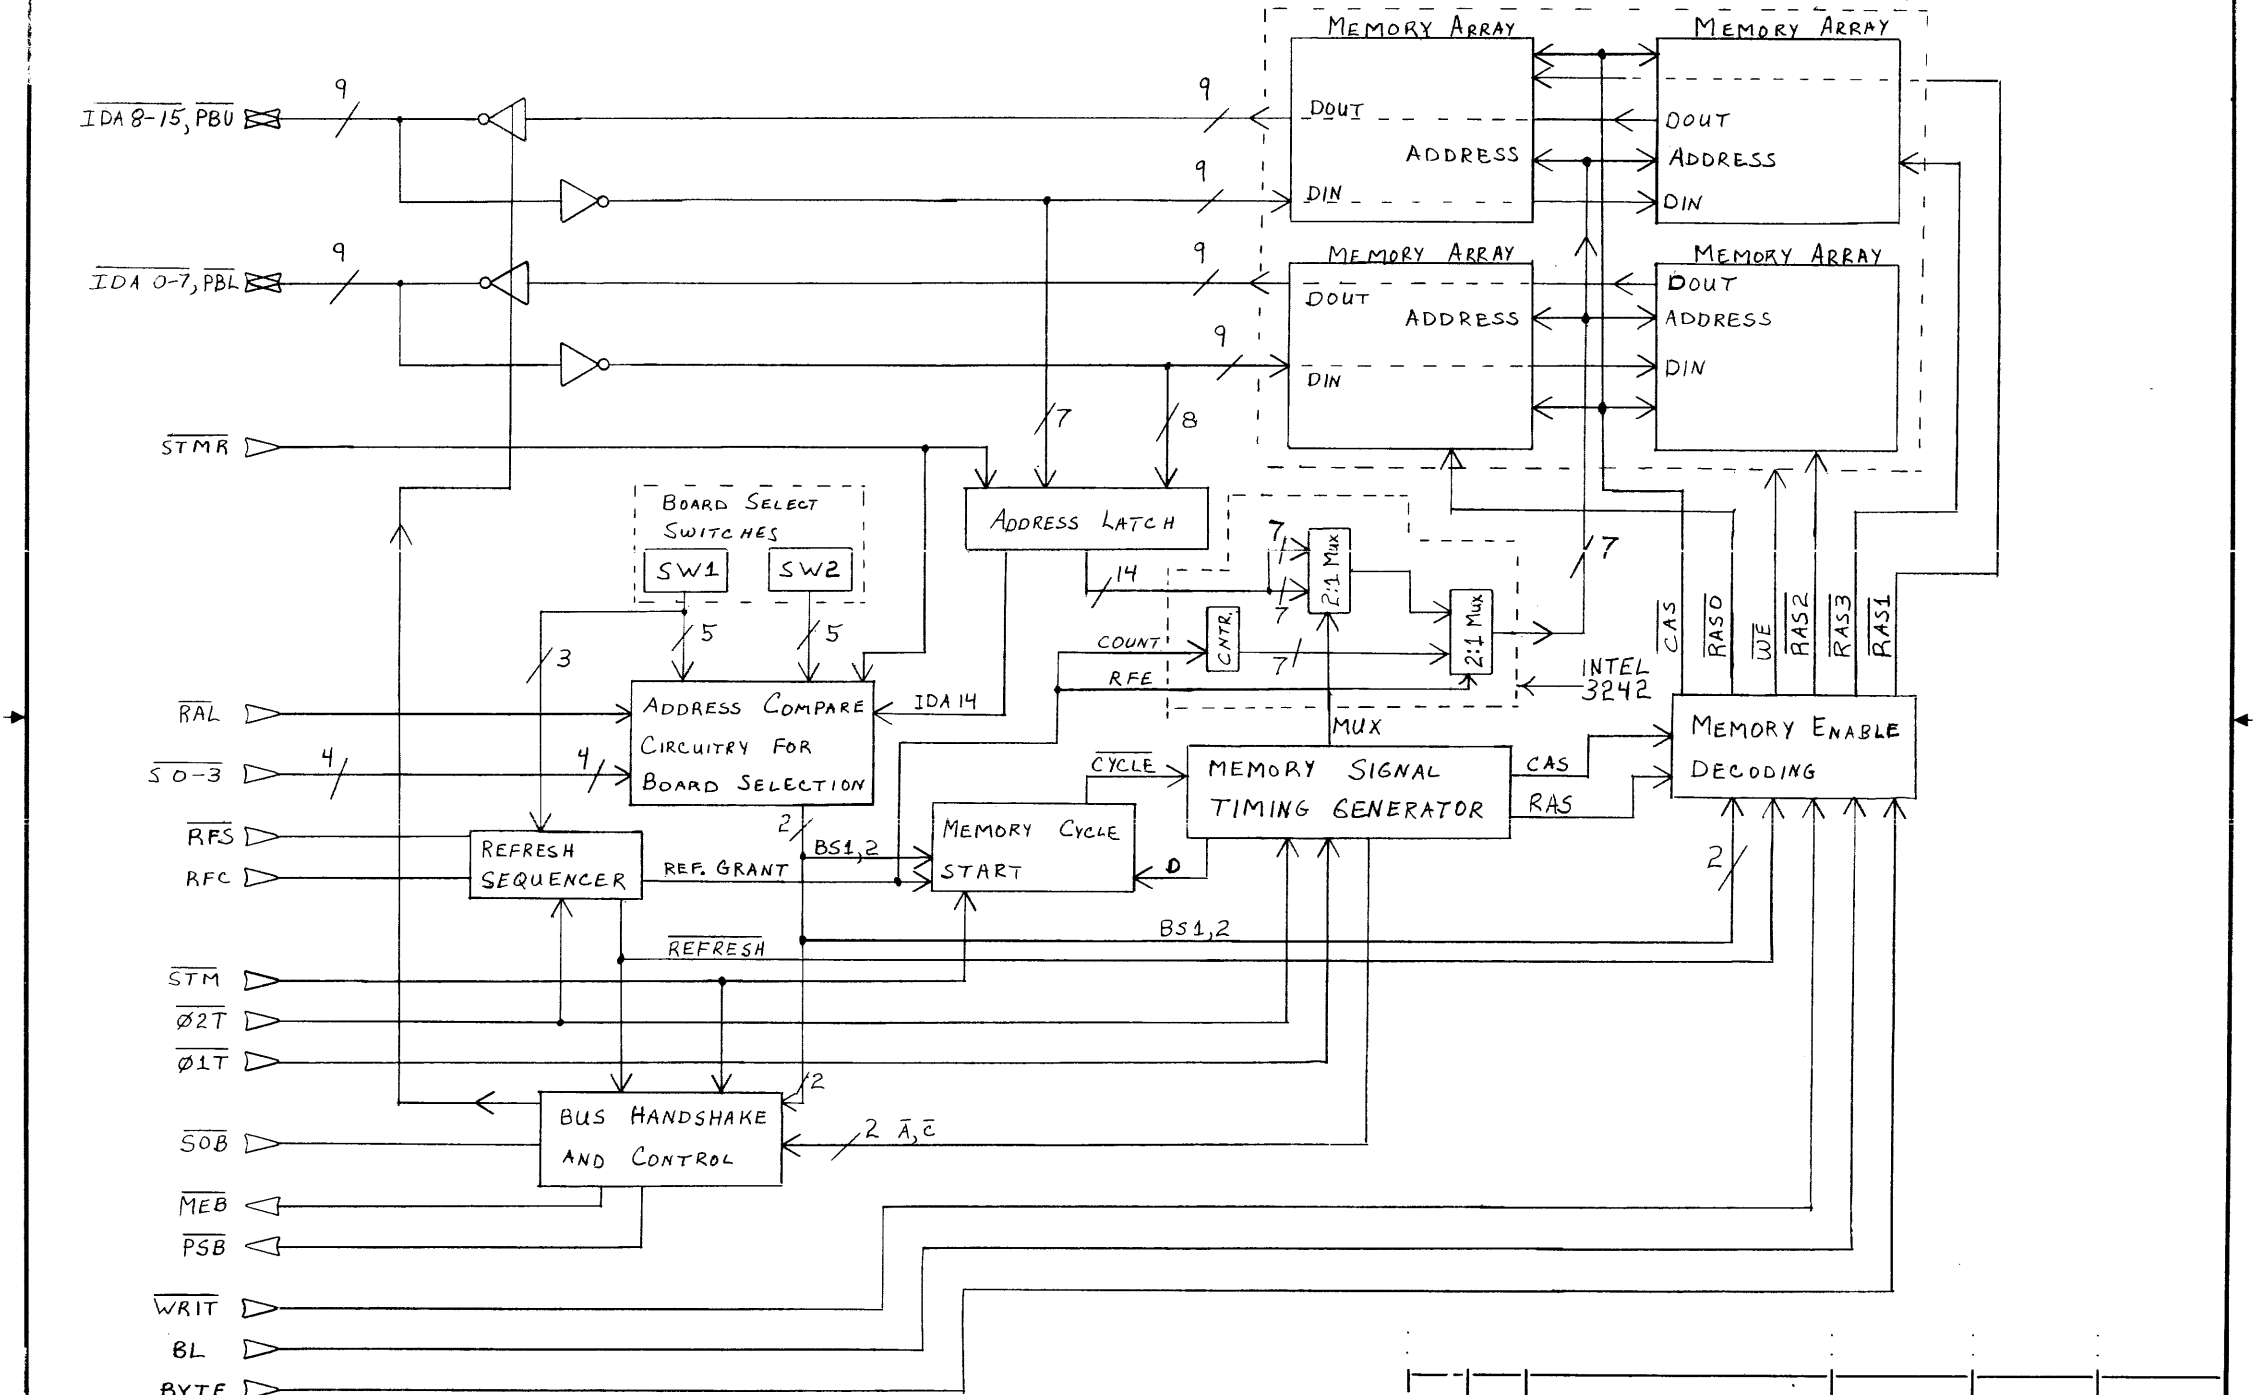 MEMORY ARRAY
MEMORY ARRAY
IDA 8-15, PBU
9
9
DOUT
DOUT
ADDRESS
ADDRESS
9
DIN
DIN
MEMORY ARRAY
MEMORY ARRAY
IDA 0-7, PBL
9
9
DOUT
DOUT
ADDRESS
ADDRESS
9
DIN
DIN
7
8
STMR
BOARD SELECT
SWITCHES
SW1
SW2
ADDRESS LATCH
14
7
7
2:1 MUX
2:1 MUX
7
CNTR.
COUNT
7
RFE
INTEL
3242
CAS
RAS0
WE
RAS2
RAS3
RAS1
3
5
5
RAL
S 0-3
4
4
ADDRESS COMPARE
CIRCUITRY FOR
BOARD SELECTION
IDA 14
MUX
CYCLE
MEMORY SIGNAL
TIMING GENERATOR
CAS
RAS
MEMORY ENABLE
DECODING
RFS
RFC
REFRESH
SEQUENCER
REF. GRANT
2
BS1,2
MEMORY CYCLE
START
D
2
BS1,2
REFRESH
STM
Ø2T
Ø1T
2
BUS HANDSHAKE
AND CONTROL
2 A,C
SOB
MEB
PSB
WRIT
BL
BYTE